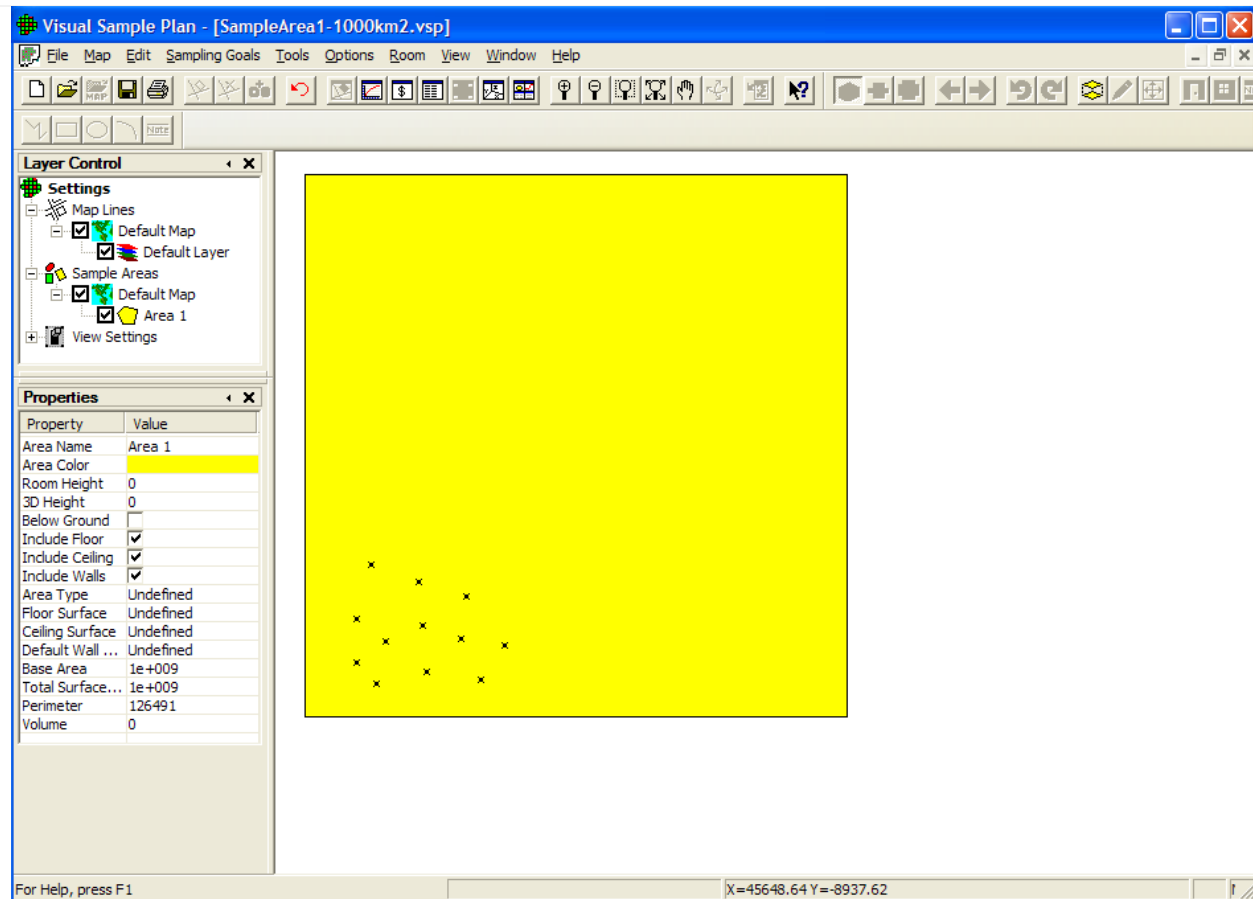 Visual Sample Plan - [SampleArea1-1000km2.vsp]
File Map Edit Sampling Goals Tools Options Room View Window Help
MAP
Note
Layer Control
Settings
Map Lines
Default Map
Default Layer
Sample Areas
Default Map
Area 1
View Settings
Properties
Property Value
Area Name Area 1
Area Color
Room Height 0
3D Height 0
Below Ground
Include Floor
Include Ceiling
Include Walls
Area Type Undefined
Floor Surface Undefined
Ceiling Surface Undefined
Default Wall ... Undefined
Base Area 1e+009
Total Surface... 1e+009
Perimeter 126491
Volume 0
For Help, press F1 X=45648.64 Y=-8937.62